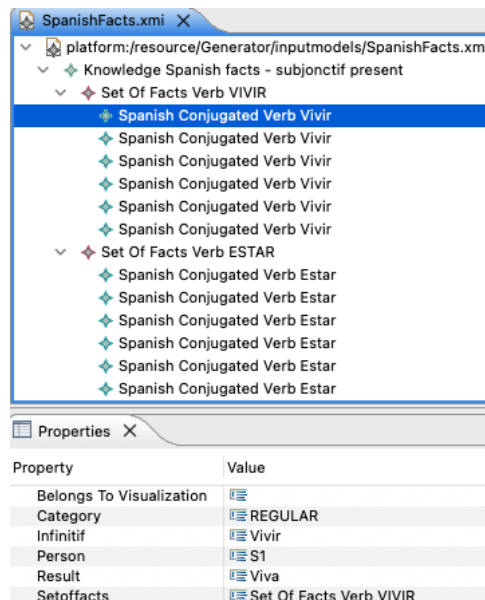 SpanishFacts.xmi
platform:/resource/Generator/inputmodels/SpanishFacts.xm
Knowledge Spanish facts - subjonctif present
Set Of Facts Verb VIVIR
Spanish Conjugated Verb Vivir
Spanish Conjugated Verb Vivir
Spanish Conjugated Verb Vivir
Spanish Conjugated Verb Vivir
Spanish Conjugated Verb Vivir
Spanish Conjugated Verb Vivir
Set Of Facts Verb ESTAR
Spanish Conjugated Verb Estar
Spanish Conjugated Verb Estar
Spanish Conjugated Verb Estar
Spanish Conjugated Verb Estar
Spanish Conjugated Verb Estar
Spanish Conjugated Verb Estar
Properties
Property Value
Belongs To Visualization
Category REGULAR
Infinitif Vivir
Person S1
Result Viva
Setoffacts Set Of Facts Verb VIVIR